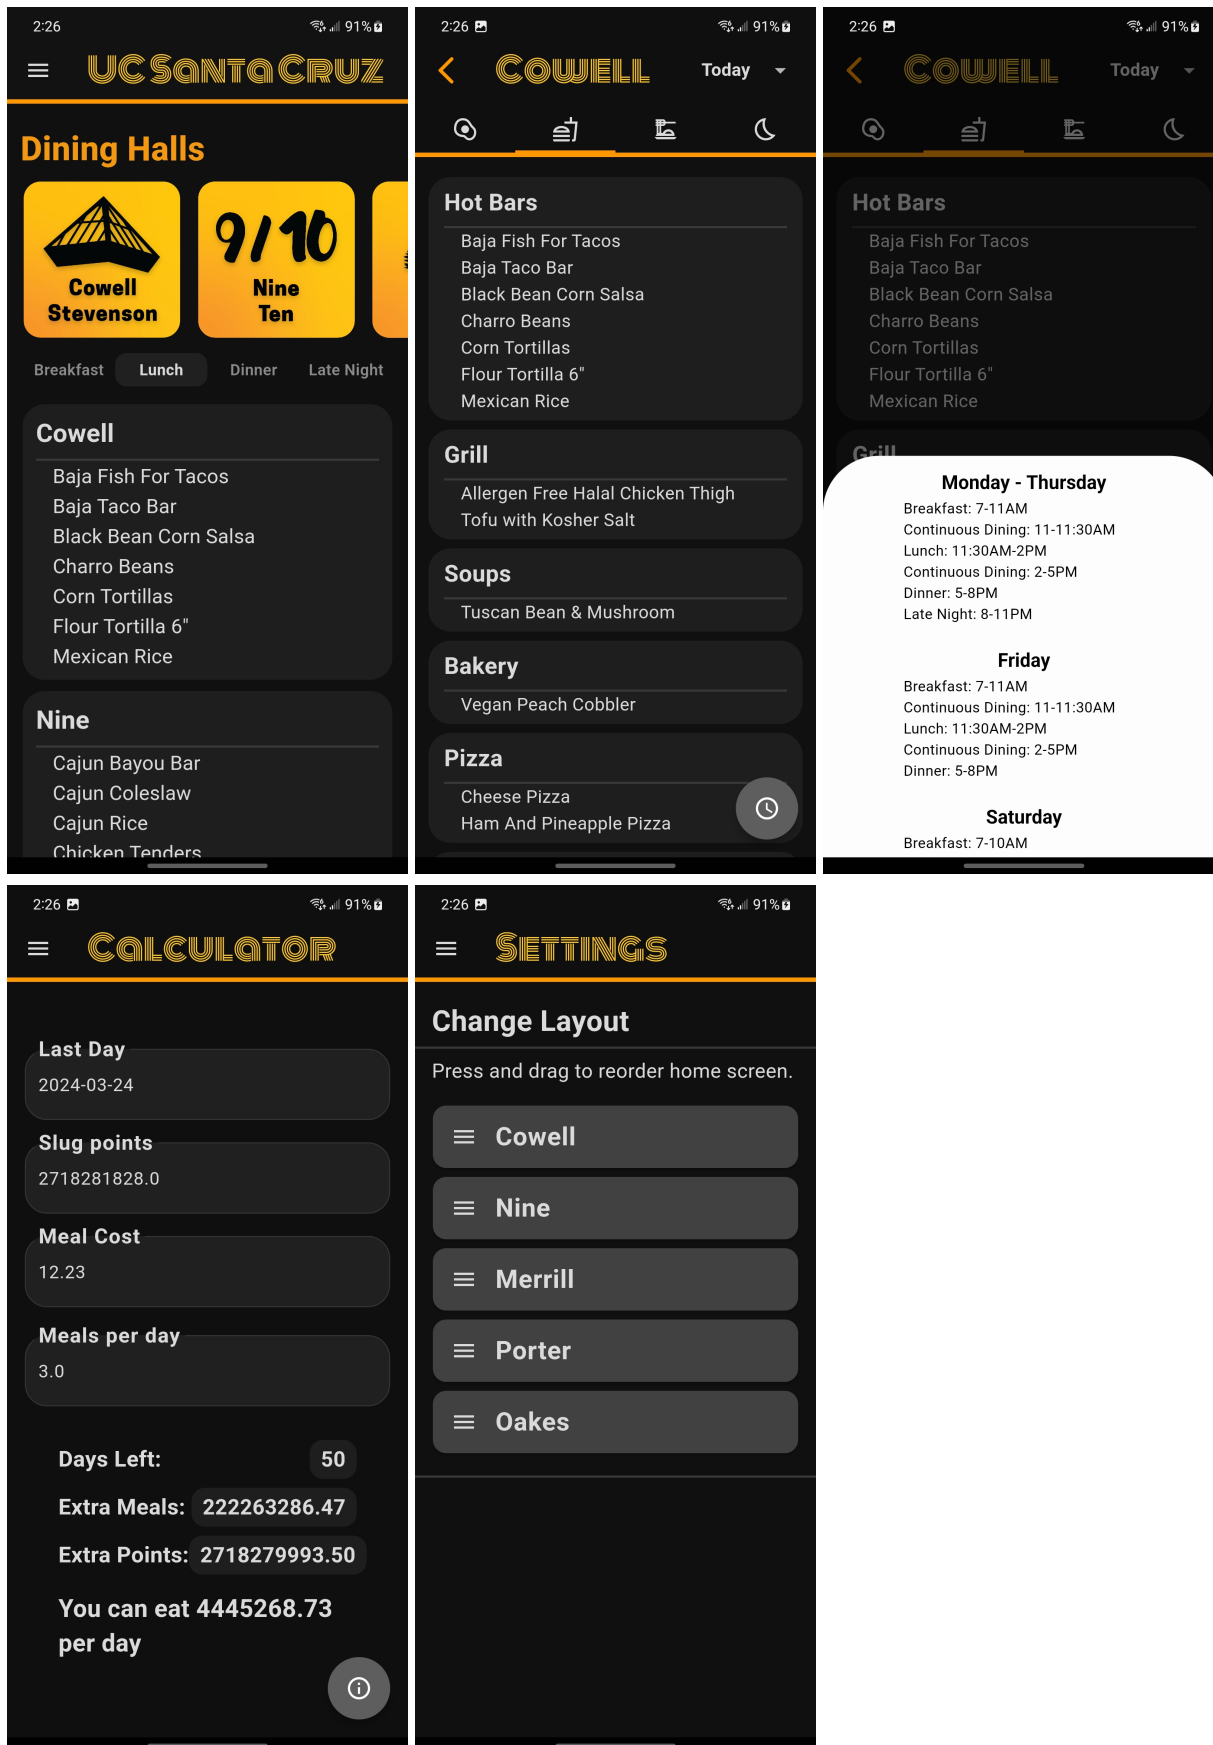 2:26
91%
UC Santa Cruz
Dining Halls
Cowell
Stevenson
9/10
Nine
Ten
Breakfast
Lunch
Dinner
Late Night
Cowell
Baja Fish For Tacos
Baja Taco Bar
Black Bean Corn Salsa
Charro Beans
Corn Tortillas
Flour Tortilla 6"
Mexican Rice
Nine
Cajun Bayou Bar
Cajun Coleslaw
Cajun Rice
Chicken Tenders
2:26
91%
Cowell
Today
Hot Bars
Baja Fish For Tacos
Baja Taco Bar
Black Bean Corn Salsa
Charro Beans
Corn Tortillas
Flour Tortilla 6"
Mexican Rice
Grill
Allergen Free Halal Chicken Thigh
Tofu with Kosher Salt
Soups
Tuscan Bean & Mushroom
Bakery
Vegan Peach Cobbler
Pizza
Cheese Pizza
Ham And Pineapple Pizza
2:26
91%
Cowell
Today
Hot Bars
Baja Fish For Tacos
Baja Taco Bar
Black Bean Corn Salsa
Charro Beans
Corn Tortillas
Flour Tortilla 6"
Mexican Rice
Grill
Monday - Thursday
Breakfast: 7-11AM
Continuous Dining: 11-11:30AM
Lunch: 11:30AM-2PM
Continuous Dining: 2-5PM
Dinner: 5-8PM
Late Night: 8-11PM
Friday
Breakfast: 7-11AM
Continuous Dining: 11-11:30AM
Lunch: 11:30AM-2PM
Continuous Dining: 2-5PM
Dinner: 5-8PM
Saturday
Breakfast: 7-10AM
2:26
91%
Calculator
Last Day
2024-03-24
Slug points
2718281828.0
Meal Cost
12.23
Meals per day
3.0
Days Left:
50
Extra Meals:
222263286.47
Extra Points:
2718279993.50
You can eat 4445268.73
per day
2:26
91%
Settings
Change Layout
Press and drag to reorder home screen.
Cowell
Nine
Merrill
Porter
Oakes